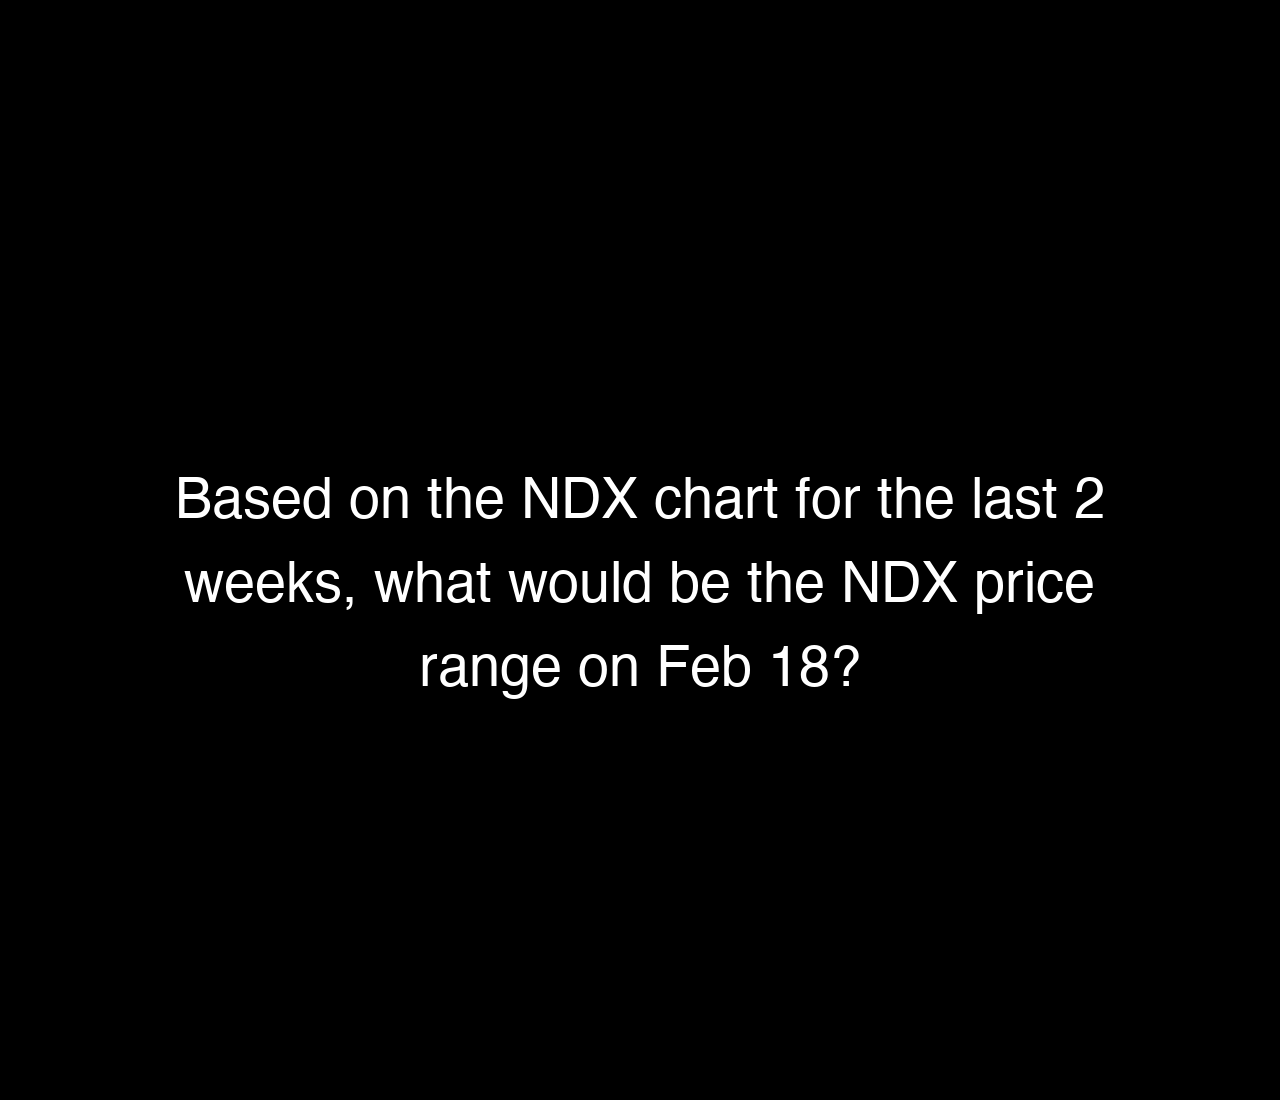 Based on the NDX chart for the last 2
weeks, what would be the NDX price
range on Feb 18?